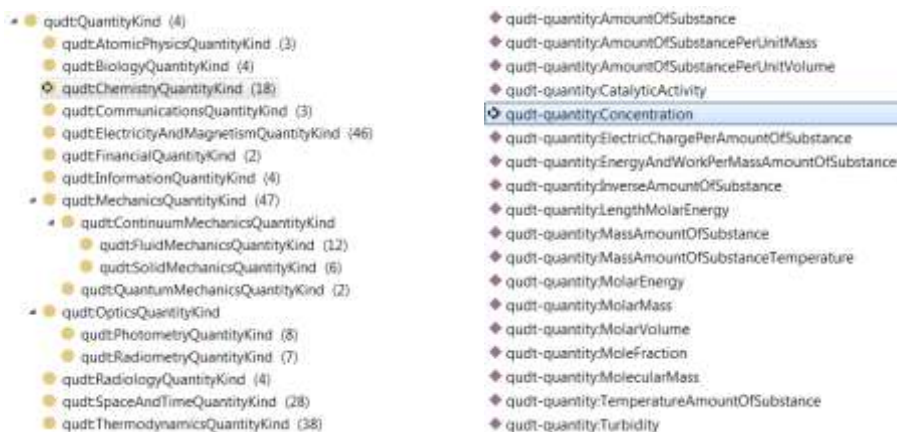 qudt:QuantityKind (4)
qudt:AtomicPhysicsQuantityKind (3)
qudt:BiologyQuantityKind (4)
qudt:ChemistryQuantityKind (18)
qudt:CommunicationsQuantityKind (3)
qudt:ElectricityAndMagnetismQuantityKind (46)
qudt:FinancialQuantityKind (2)
qudt:InformationQuantityKind (4)
qudt:MechanicsQuantityKind (47)
qudt:ContinuumMechanicsQuantityKind
qudt:FluidMechanicsQuantityKind (12)
qudt:SolidMechanicsQuantityKind (6)
qudt:QuantumMechanicsQuantityKind (2)
qudt:OpticsQuantityKind
qudt:PhotometryQuantityKind (8)
qudt:RadiometryQuantityKind (7)
qudt:RadiologyQuantityKind (4)
qudt:SpaceAndTimeQuantityKind (28)
qudt:ThermodynamicsQuantityKind (38)
qudt-quantity:AmountOfSubstance
qudt-quantity:AmountOfSubstancePerUnitMass
qudt-quantity:AmountOfSubstancePerUnitVolume
qudt-quantity:CatalyticActivity
qudt-quantity:Concentration
qudt-quantity:ElectricChargePerAmountOfSubstance
qudt-quantity:EnergyAndWorkPerMassAmountOfSubstance
qudt-quantity:InverseAmountOfSubstance
qudt-quantity:LengthMolarEnergy
qudt-quantity:MassAmountOfSubstance
qudt-quantity:MassAmountOfSubstanceTemperature
qudt-quantity:MolarEnergy
qudt-quantity:MolarMass
qudt-quantity:MolarVolume
qudt-quantity:MoleFraction
qudt-quantity:MolecularMass
qudt-quantity:TemperatureAmountOfSubstance
qudt-quantity:Turbidity